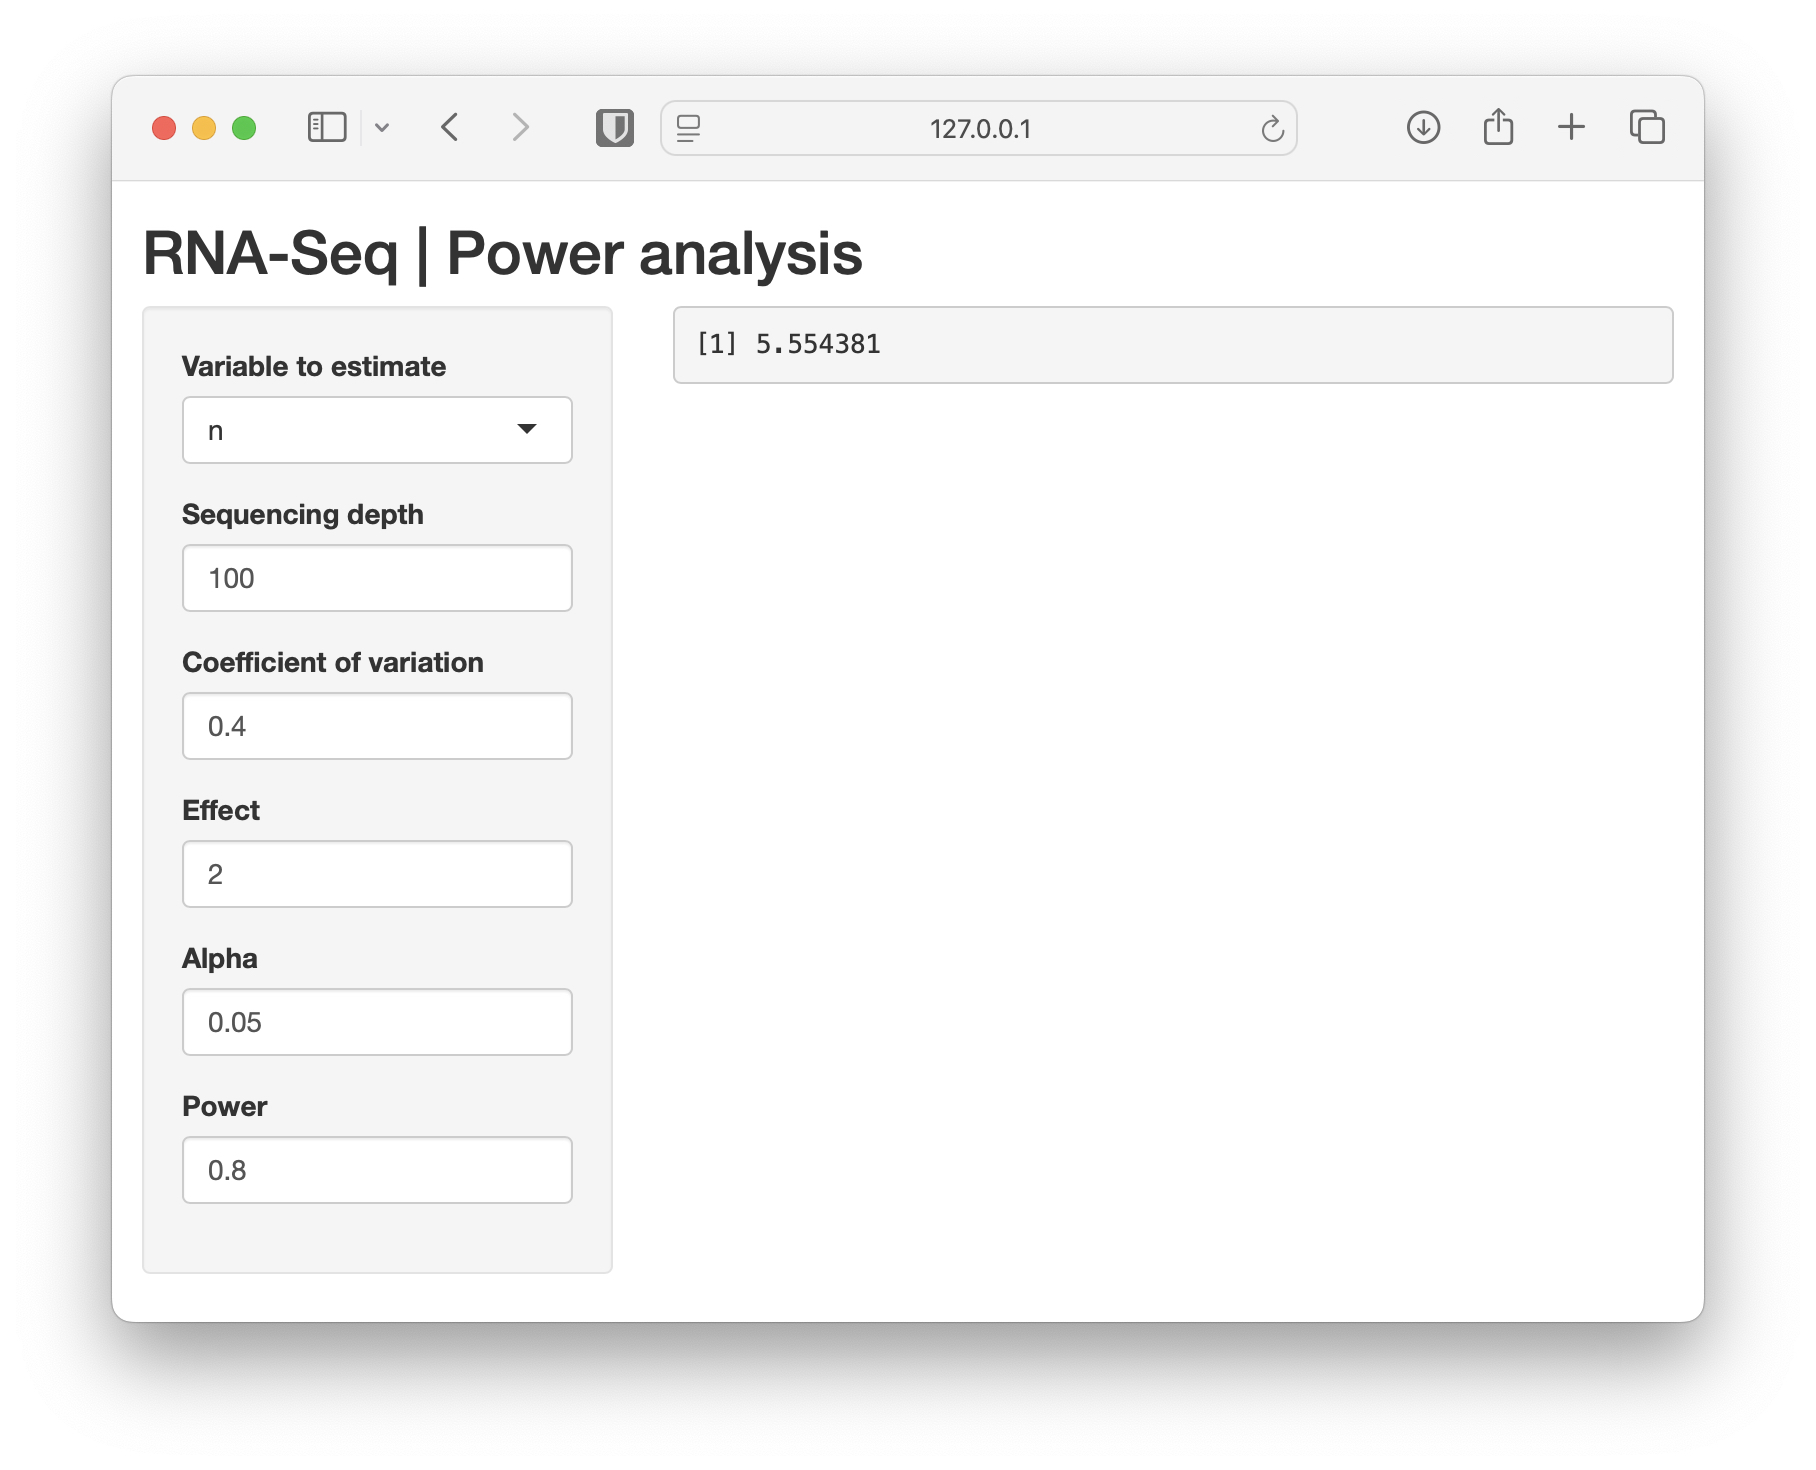 127.0.0.1
RNA-Seq | Power analysis
Variable to estimate
n
Sequencing depth
100
Coefficient of variation
0.4
Effect
2
Alpha
0.05
Power
0.8
[1] 5.554381